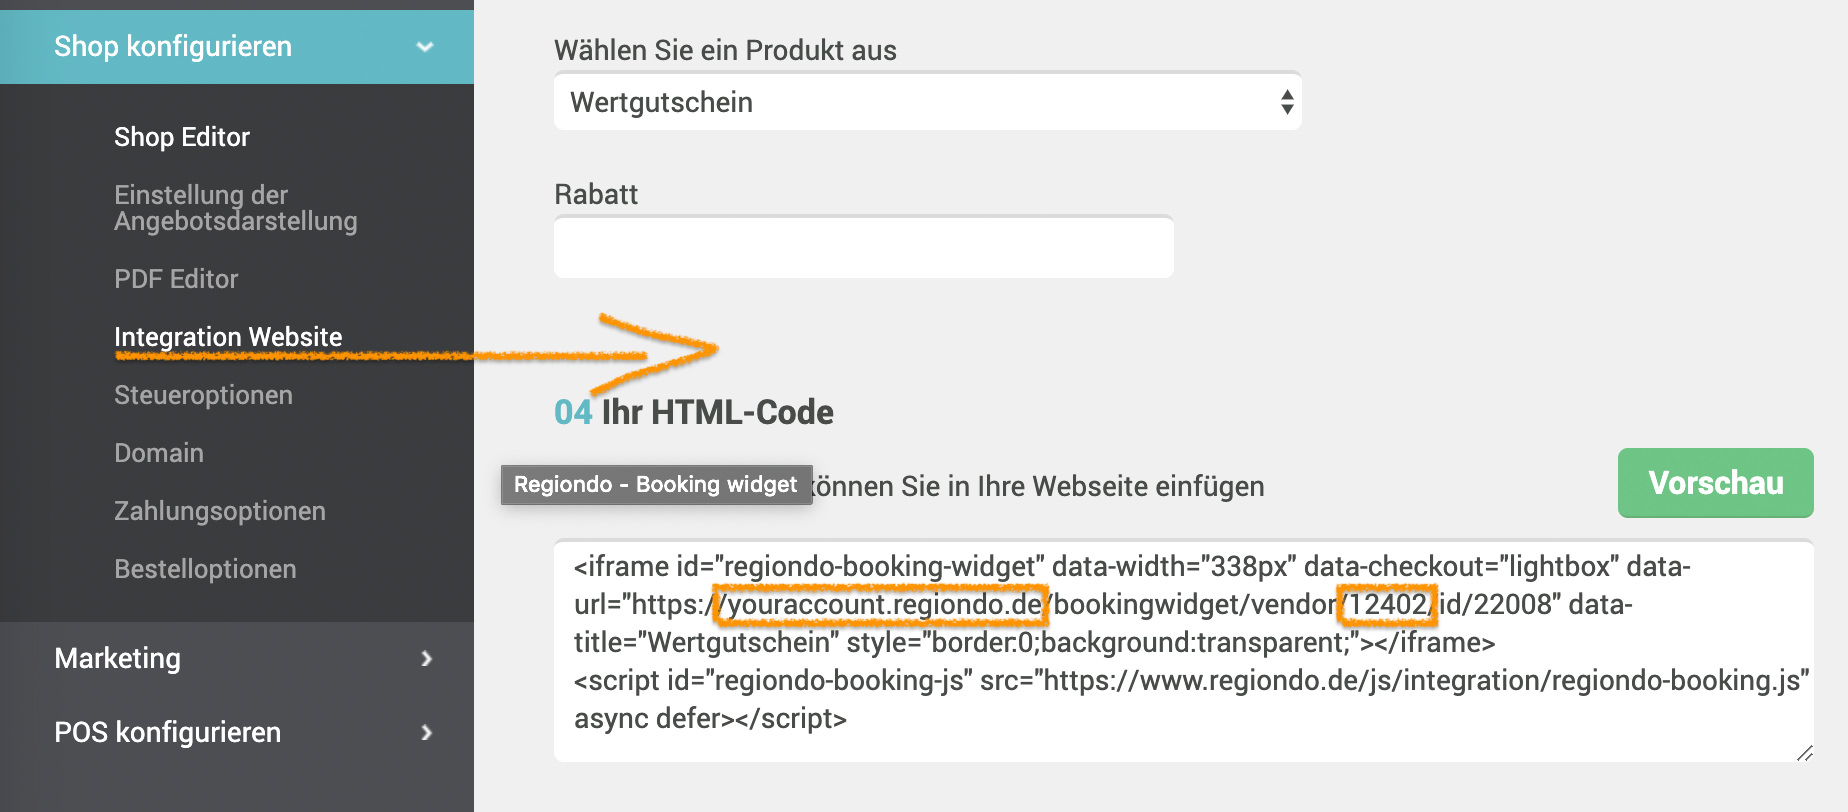 Shop konfigurieren
Shop Editor
Einstellung der
Angebotsdarstellung
PDF Editor
Integration Website
Steueroptionen
Domain
Zahlungsoptionen
Bestelloptionen
Marketing
POS konfigurieren
Wählen Sie ein Produkt aus
Wertgutschein
Rabatt
04 Ihr HTML-Code
Regiondo - Booking widget
können Sie in Ihre Webseite einfügen
Vorschau
<iframe id="regiondo-booking-widget" data-width="338px" data-checkout="lightbox" data-
url="https://youraccount.regiondo.de/bookingwidget/vendor/12402/id/22008" data-
title="Wertgutschein" style="border:0;background:transparent;"></iframe>
<script id="regiondo-booking-js" src="https://www.regiondo.de/js/integration/regiondo-booking.js"
async defer></script>